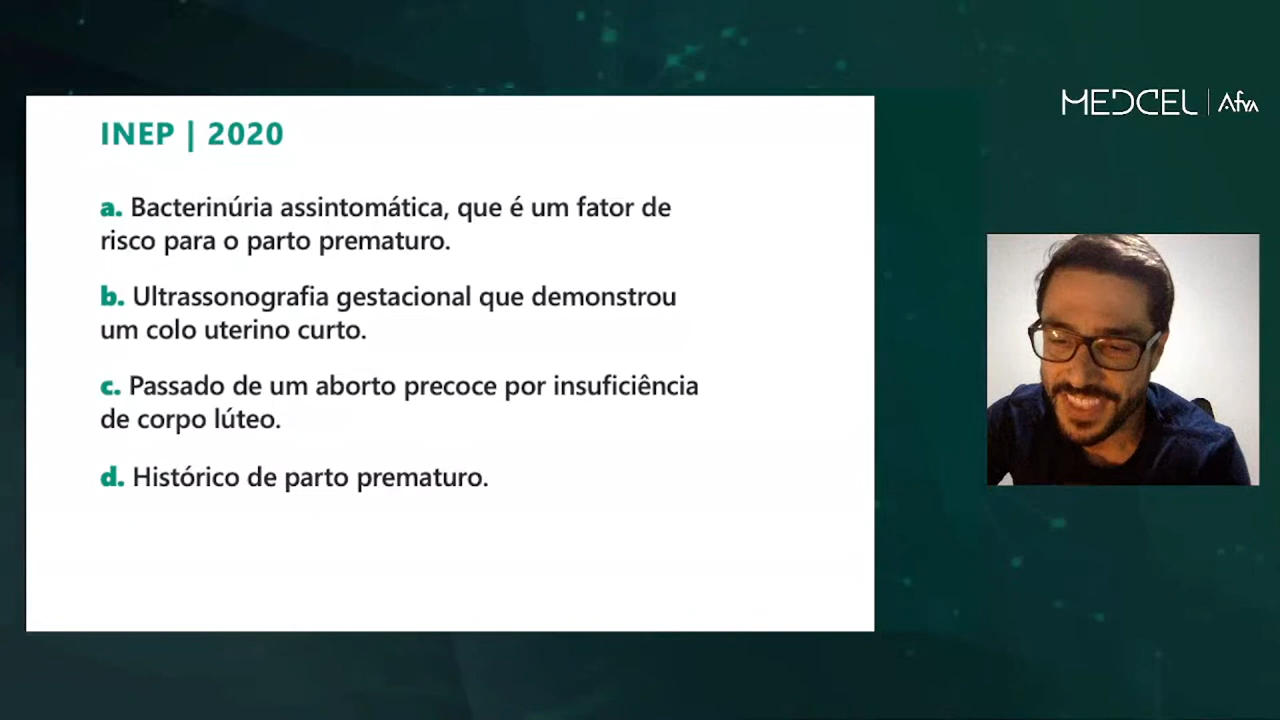 MEDCEL | Afya
INEP | 2020
a. Bacterinúria assintomática, que é um fator de
risco para o parto prematuro.
b. Ultrassonografia gestacional que demonstrou
um colo uterino curto.
c. Passado de um aborto precoce por insuficiência
de corpo lúteo.
d. Histórico de parto prematuro.